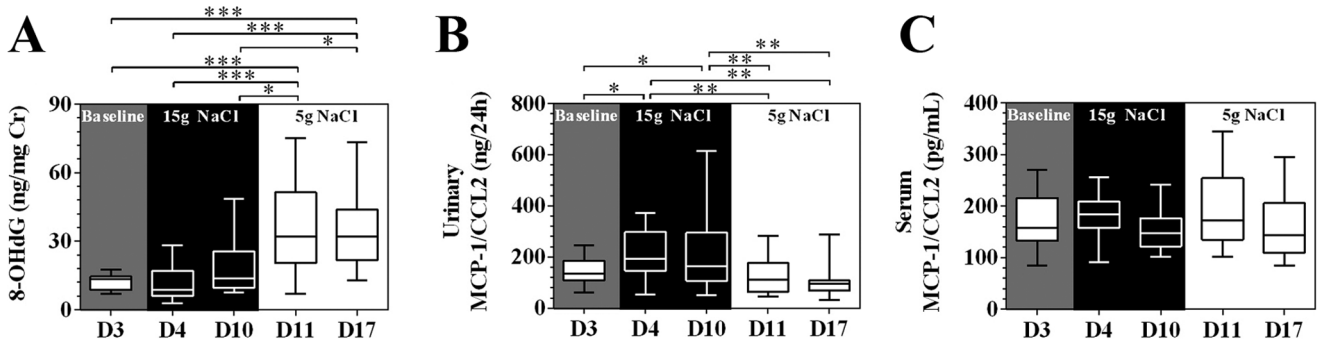 A
***
***
*
***
***
*
8-OHdG (ng/mg Cr)
90
60
30
0
Baseline
15g NaCl
5g NaCl
D3 D4 D10 D11 D17
B
**
* **
**
* **
Urinary
MCP-1/CCL2 (ng/24h)
800
600
400
200
0
Baseline
15g NaCl
5g NaCl
D3 D4 D10 D11 D17
C
Serum
MCP-1/CCL2 (pg/mL)
400
300
200
100
0
Baseline
15g NaCl
5g NaCl
D3 D4 D10 D11 D17